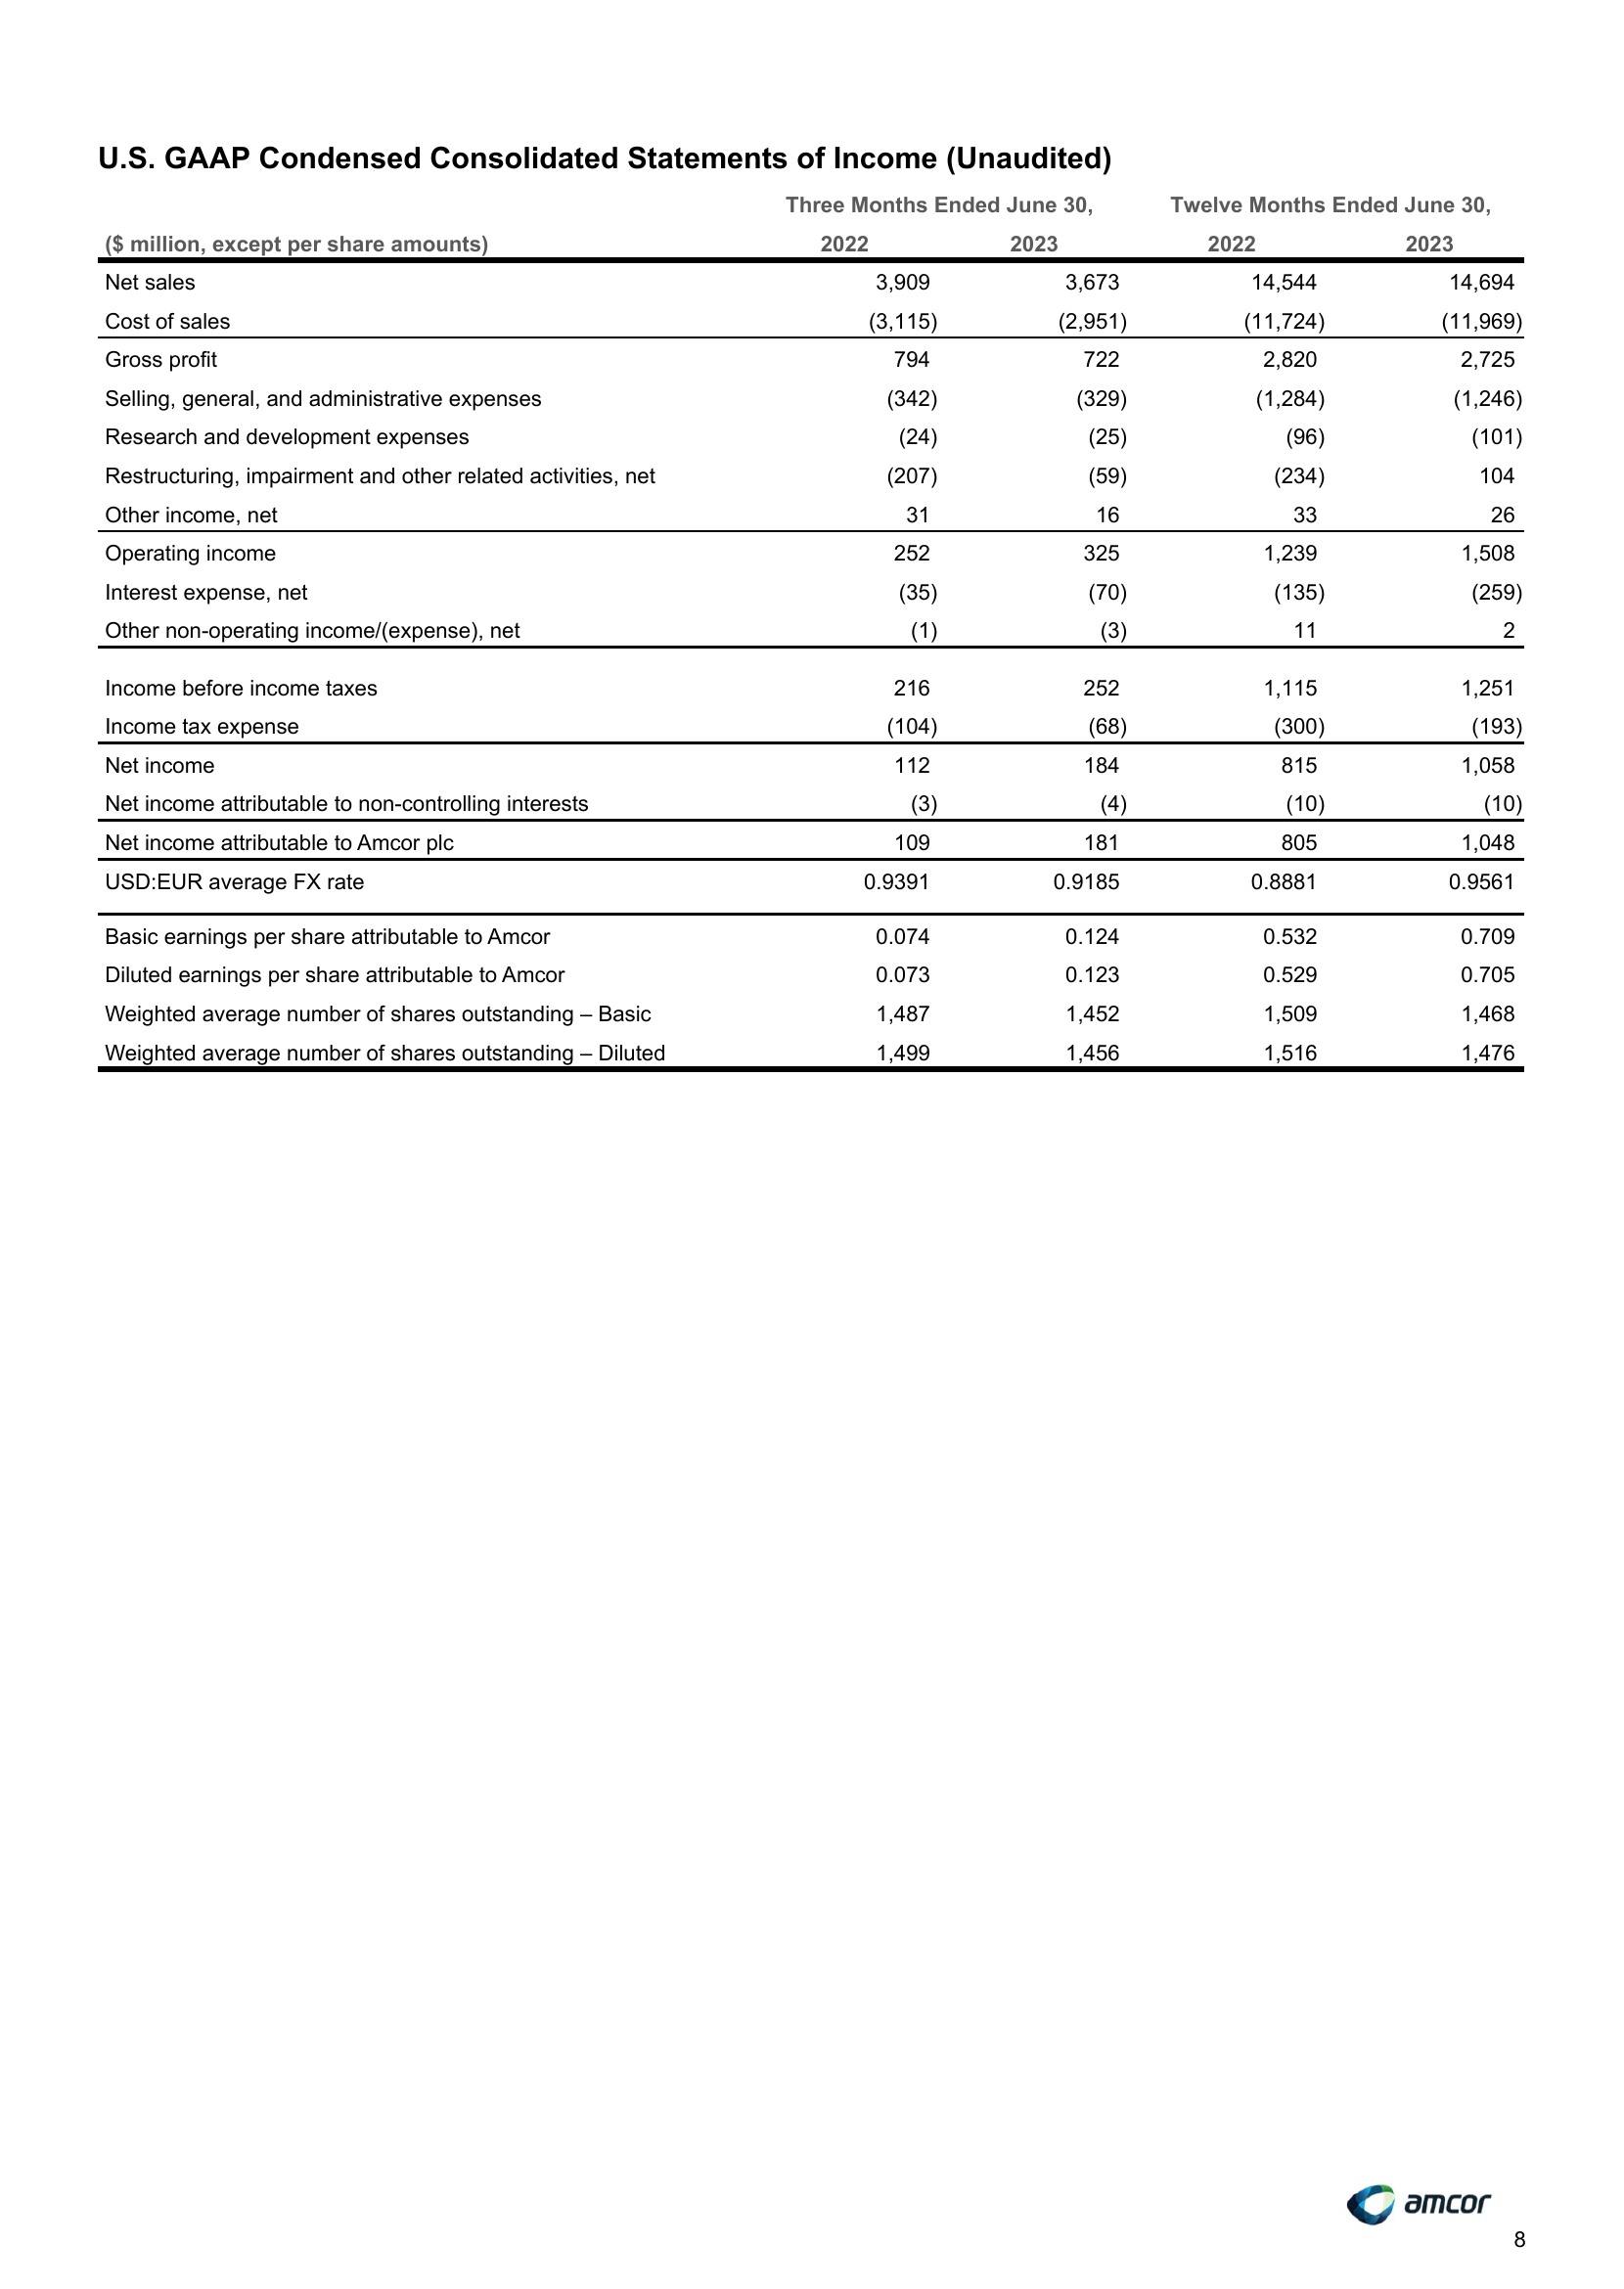 U.S. GAAP Condensed Consolidated Statements of Income (Unaudited)
Three Months Ended June 30, Twelve Months Ended June 30,
($ million, except per share amounts) 2022 2023 2022 2023
Net sales 3,909 3,673 14,544 14,694
Cost of sales (3,115) (2,951) (11,724) (11,969)
Gross profit 794 722 2,820 2,725
Selling, general, and administrative expenses (342) (329) (1,284) (1,246)
Research and development expenses (24) (25) (96) (101)
Restructuring, impairment and other related activities, net (207) (59) (234) 104
Other income, net 31 16 33 26
Operating income 252 325 1,239 1,508
Interest expense, net (35) (70) (135) (259)
Other non-operating income/(expense), net (1) (3) 11 2
Income before income taxes 216 252 1,115 1,251
Income tax expense (104) (68) (300) (193)
Net income 112 184 815 1,058
Net income attributable to non-controlling interests (3) (4) (10) (10)
Net income attributable to Amcor plc 109 181 805 1,048
USD:EUR average FX rate 0.9391 0.9185 0.8881 0.9561
Basic earnings per share attributable to Amcor 0.074 0.124 0.532 0.709
Diluted earnings per share attributable to Amcor 0.073 0.123 0.529 0.705
Weighted average number of shares outstanding – Basic 1,487 1,452 1,509 1,468
Weighted average number of shares outstanding – Diluted 1,499 1,456 1,516 1,476
amcor
8